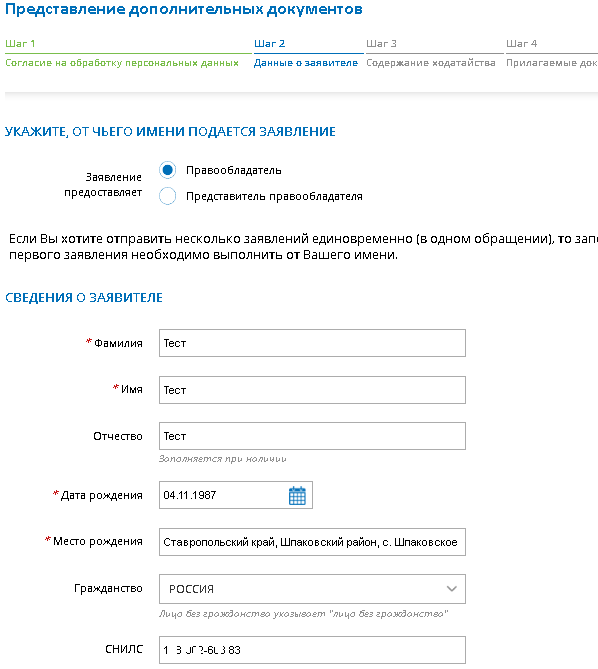 Представление дополнительных документов
Шаг 1 Шаг 2 Шаг 3 Шаг 4
Согласие на обработку персональных данных Данные о заявителе Содержание ходатайства Прилагаемые док
УКАЖИТЕ, ОТ ЧЬЕГО ИМЕНИ ПОДАЕТСЯ ЗАЯВЛЕНИЕ
Заявление предоставляет
Правообладатель
Представитель правообладателя
Если Вы хотите отправить несколько заявлений единовременно (в одном обращении), то запо
первого заявления необходимо выполнить от Вашего имени.
СВЕДЕНИЯ О ЗАЯВИТЕЛЕ
* Фамилия Тест
* Имя Тест
Отчество Тест
Заполняется при наличии
* Дата рождения 04.11.1987
* Место рождения Ставропольский край, Шпаковский район, с. Шпаковское
Гражданство РОССИЯ
Лица без гражданства указывает "лицо без гражданства"
СНИЛС